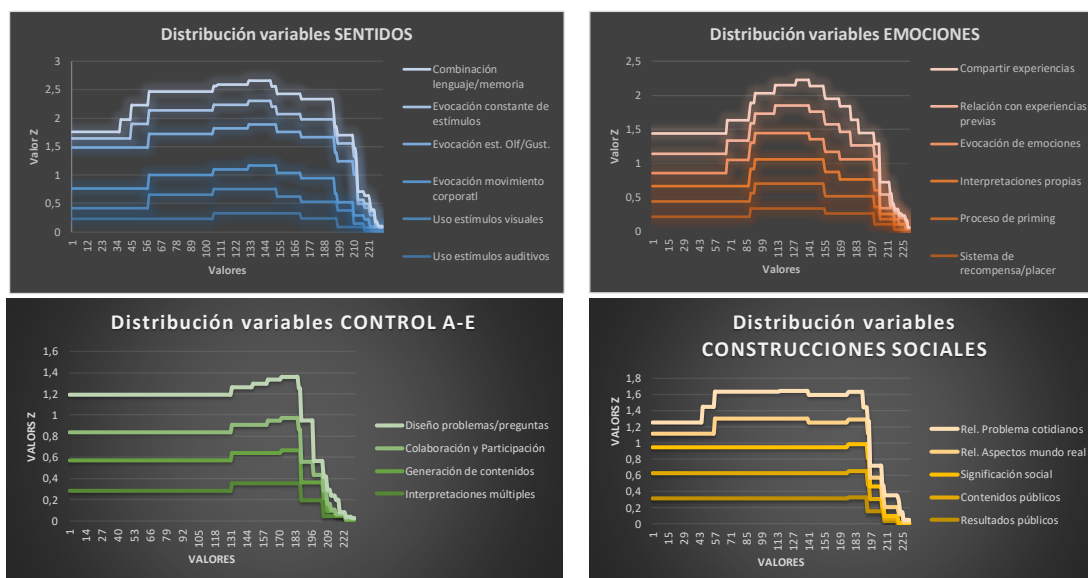 Distribución variables SENTIDOS
Valor Z
3
2,5
2
1,5
1
0,5
0
1 12 23 34 45 56 67 78 89 100 111 122 133 144 155 166 177 188 199 210 221
Valores
Combinación
lenguaje/memoria
Evocación constante de
estímulos
Evocación est. Olf/Gust.
Evocación movimiento
corporatl
Uso estímulos visuales
Uso estímulos auditivos
Distribución variables EMOCIONES
Valor Z
2,5
2
1,5
1
0,5
0
1 15 29 43 57 71 85 99 113 127 141 155 169 183 197 211 225
Valores
Compartir experiencias
Relación con experiencias
previas
Evocación de emociones
Interpretaciones propias
Proceso de priming
Sistema de
recompensa/placer
Distribución variables CONTROL A-E
VALORS Z
1,6
1,4
1,2
1
0,8
0,6
0,4
0,2
0
1 14 27 40 53 66 79 92 105 118 131 144 157 170 183 196 209 222
VALORES
Diseño problemas/preguntas
Colaboración y Participación
Generación de contenidos
Interpretaciones múltiples
Distribución variables
CONSTRUCCIONES SOCIALES
VALORES Z
1,8
1,6
1,4
1,2
1
0,8
0,6
0,4
0,2
0
1 15 29 43 57 71 85 99 113 127 141 155 169 183 197 211 225
VALORES
Rel. Problema cotidianos
Rel. Aspectos mundo real
Significación social
Contenidos públicos
Resultados públicos